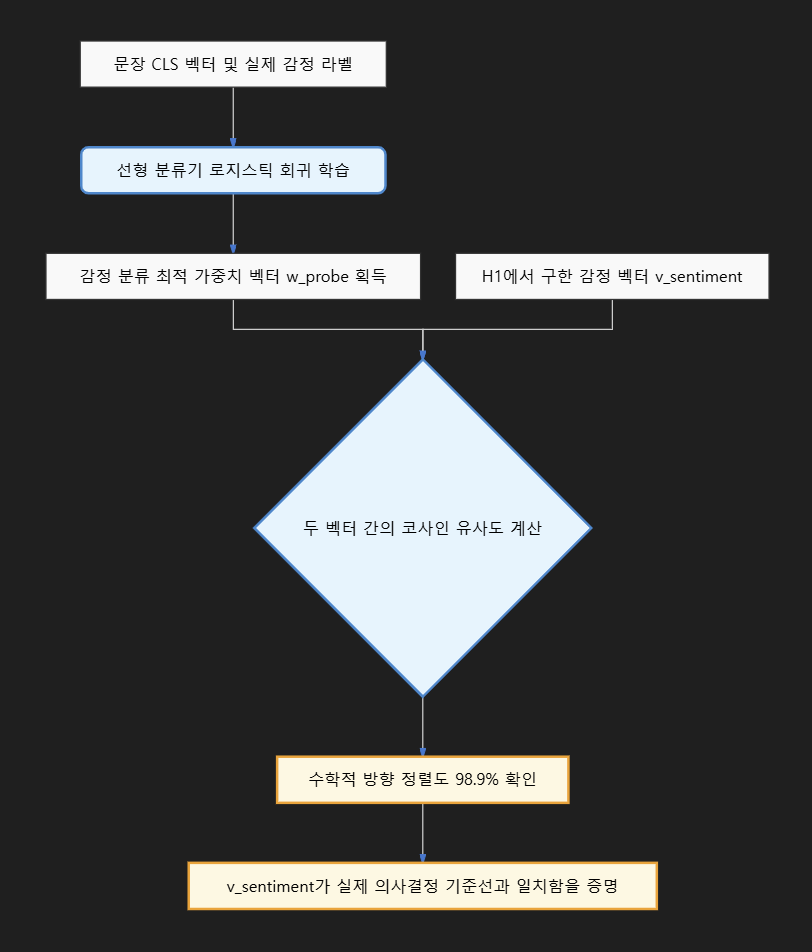 문장 CLS 벡터 및 실제 감정 라벨
선형 분류기 로지스틱 회귀 학습
감정 분류 최적 가중치 벡터 w_probe 획득
H1에서 구한 감정 벡터 v_sentiment
두 벡터 간의 코사인 유사도 계산
수학적 방향 정렬도 98.9% 확인
v_sentiment가 실제 의사결정 기준선과 일치함을 증명